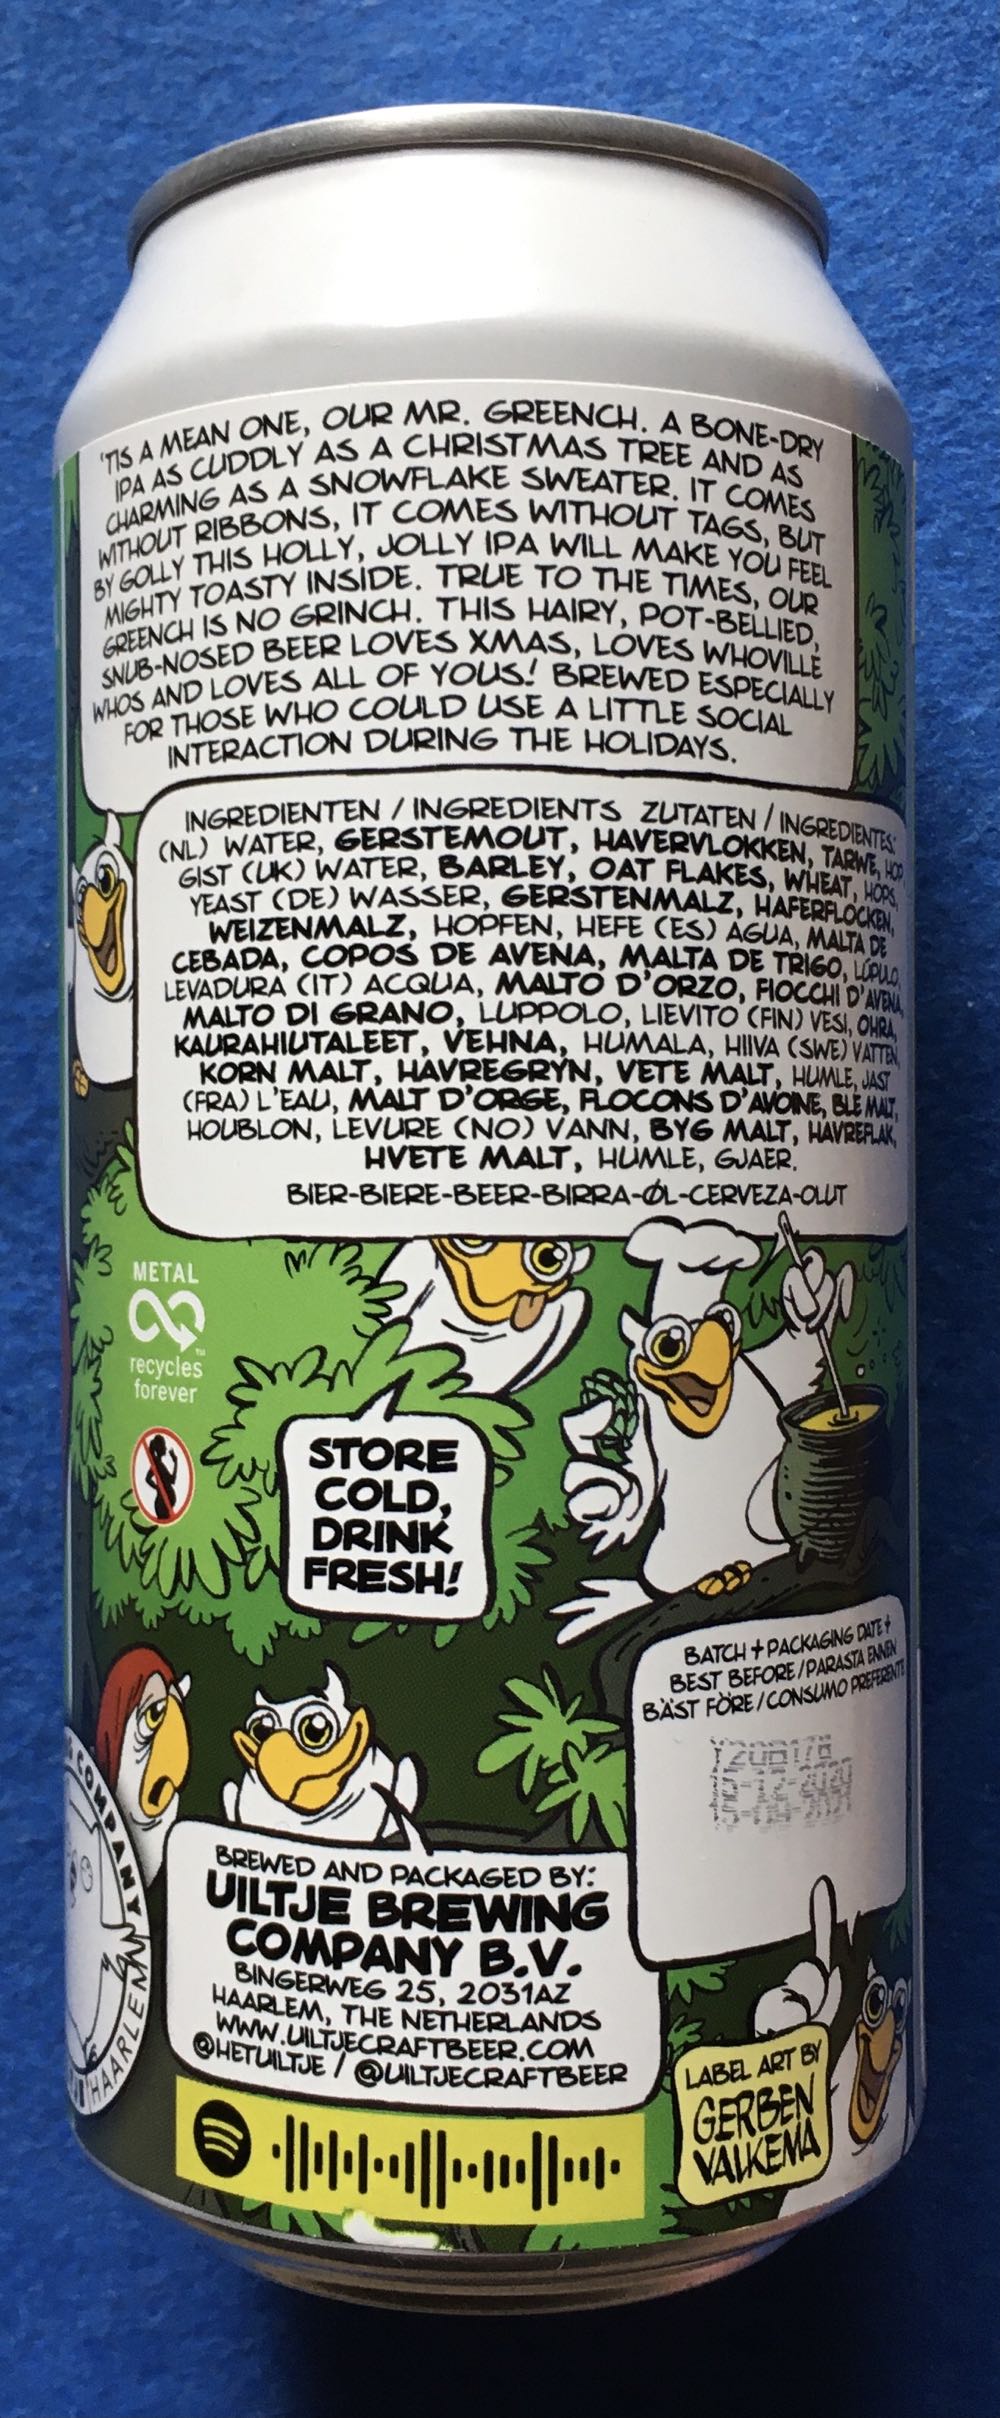 'TIS A MEAN ONE, OUR MR. GREENCH. A BONE-DRY
IPA AS CUDDLY AS A CHRISTMAS TREE AND AS
CHARMING AS A SNOWFLAKE SWEATER. IT COMES
WITHOUT RIBBONS, IT COMES WITHOUT TAGS, BUT
BY GOLLY THIS HOLLY, JOLLY IPA WILL MAKE YOU FEEL
MIGHTY TOASTY INSIDE. TRUE TO THE TIMES, OUR
GREENCH IS NO GRINCH. THIS HAIRY, POT-BELLIED,
SNUB-NOSED BEER LOVES XMAS, LOVES WHOVILLE
WHOS AND LOVES ALL OF YOUS! BREWED ESPECIALLY
FOR THOSE WHO COULD USE A LITTLE SOCIAL
INTERACTION DURING THE HOLIDAYS.
INGREDIENTEN / INGREDIENTS ZUTATEN / INGREDIENTES:
(NL) WATER, GERSTEMOUT, HAVERVLOKKEN, TARWE, HOP
GIST (UK) WATER, BARLEY, OAT FLAKES, WHEAT, HOPS,
YEAST (DE) WASSER, GERSTENMALZ, HAFERFLOCKEN,
WEIZENMALZ, HOPFEN, HEFE (ES) AGUA, MALTA DE
CEBADA, COPOS DE AVENA, MALTA DE TRIGO, LÚPULO,
LEVADURA (IT) ACQUA, MALTO D'ORZO, FIOCCHI D'AVENA,
MALTO DI GRANO, LUPPOLO, LIEVITO (FIN) VESI, OHRA,
KAURAHIUTALEET, VEHNA, HUMALA, HIIVA (SWE) VATTEN,
KORN MALT, HAVREGRYN, VETE MALT, HUMLE, JAST
(FRA) L'EAU, MALT D'ORGE, FLOCONS D'AVOINE, BLE MALT,
HOUBLON, LEVURE (NO) VANN, BYG MALT, HAVREFLAK,
HVETE MALT, HUMLE, GJAER.
BIER-BIERE-BEER-BIRRA-ØL-CERVEZA-OLUT
METAL
recycles
forever
STORE
COLD,
DRINK
FRESH!
BATCH + PACKAGING DATE +
BEST BEFORE / PARASTA ENNEN
BÄST FÖRE / CONSUMO PREFERENTE
COMPANY
HAARLEM
BREWED AND PACKAGED BY:
UILTJE BREWING
COMPANY B.V.
BINGERWEG 25, 2031AZ
HAARLEM, THE NETHERLANDS
WWW.UILTJECRAFTBEER.COM
@HETUILTJE / @UILTJECRAFTBEER
LABEL ART BY
GERBEN
VALKEMA